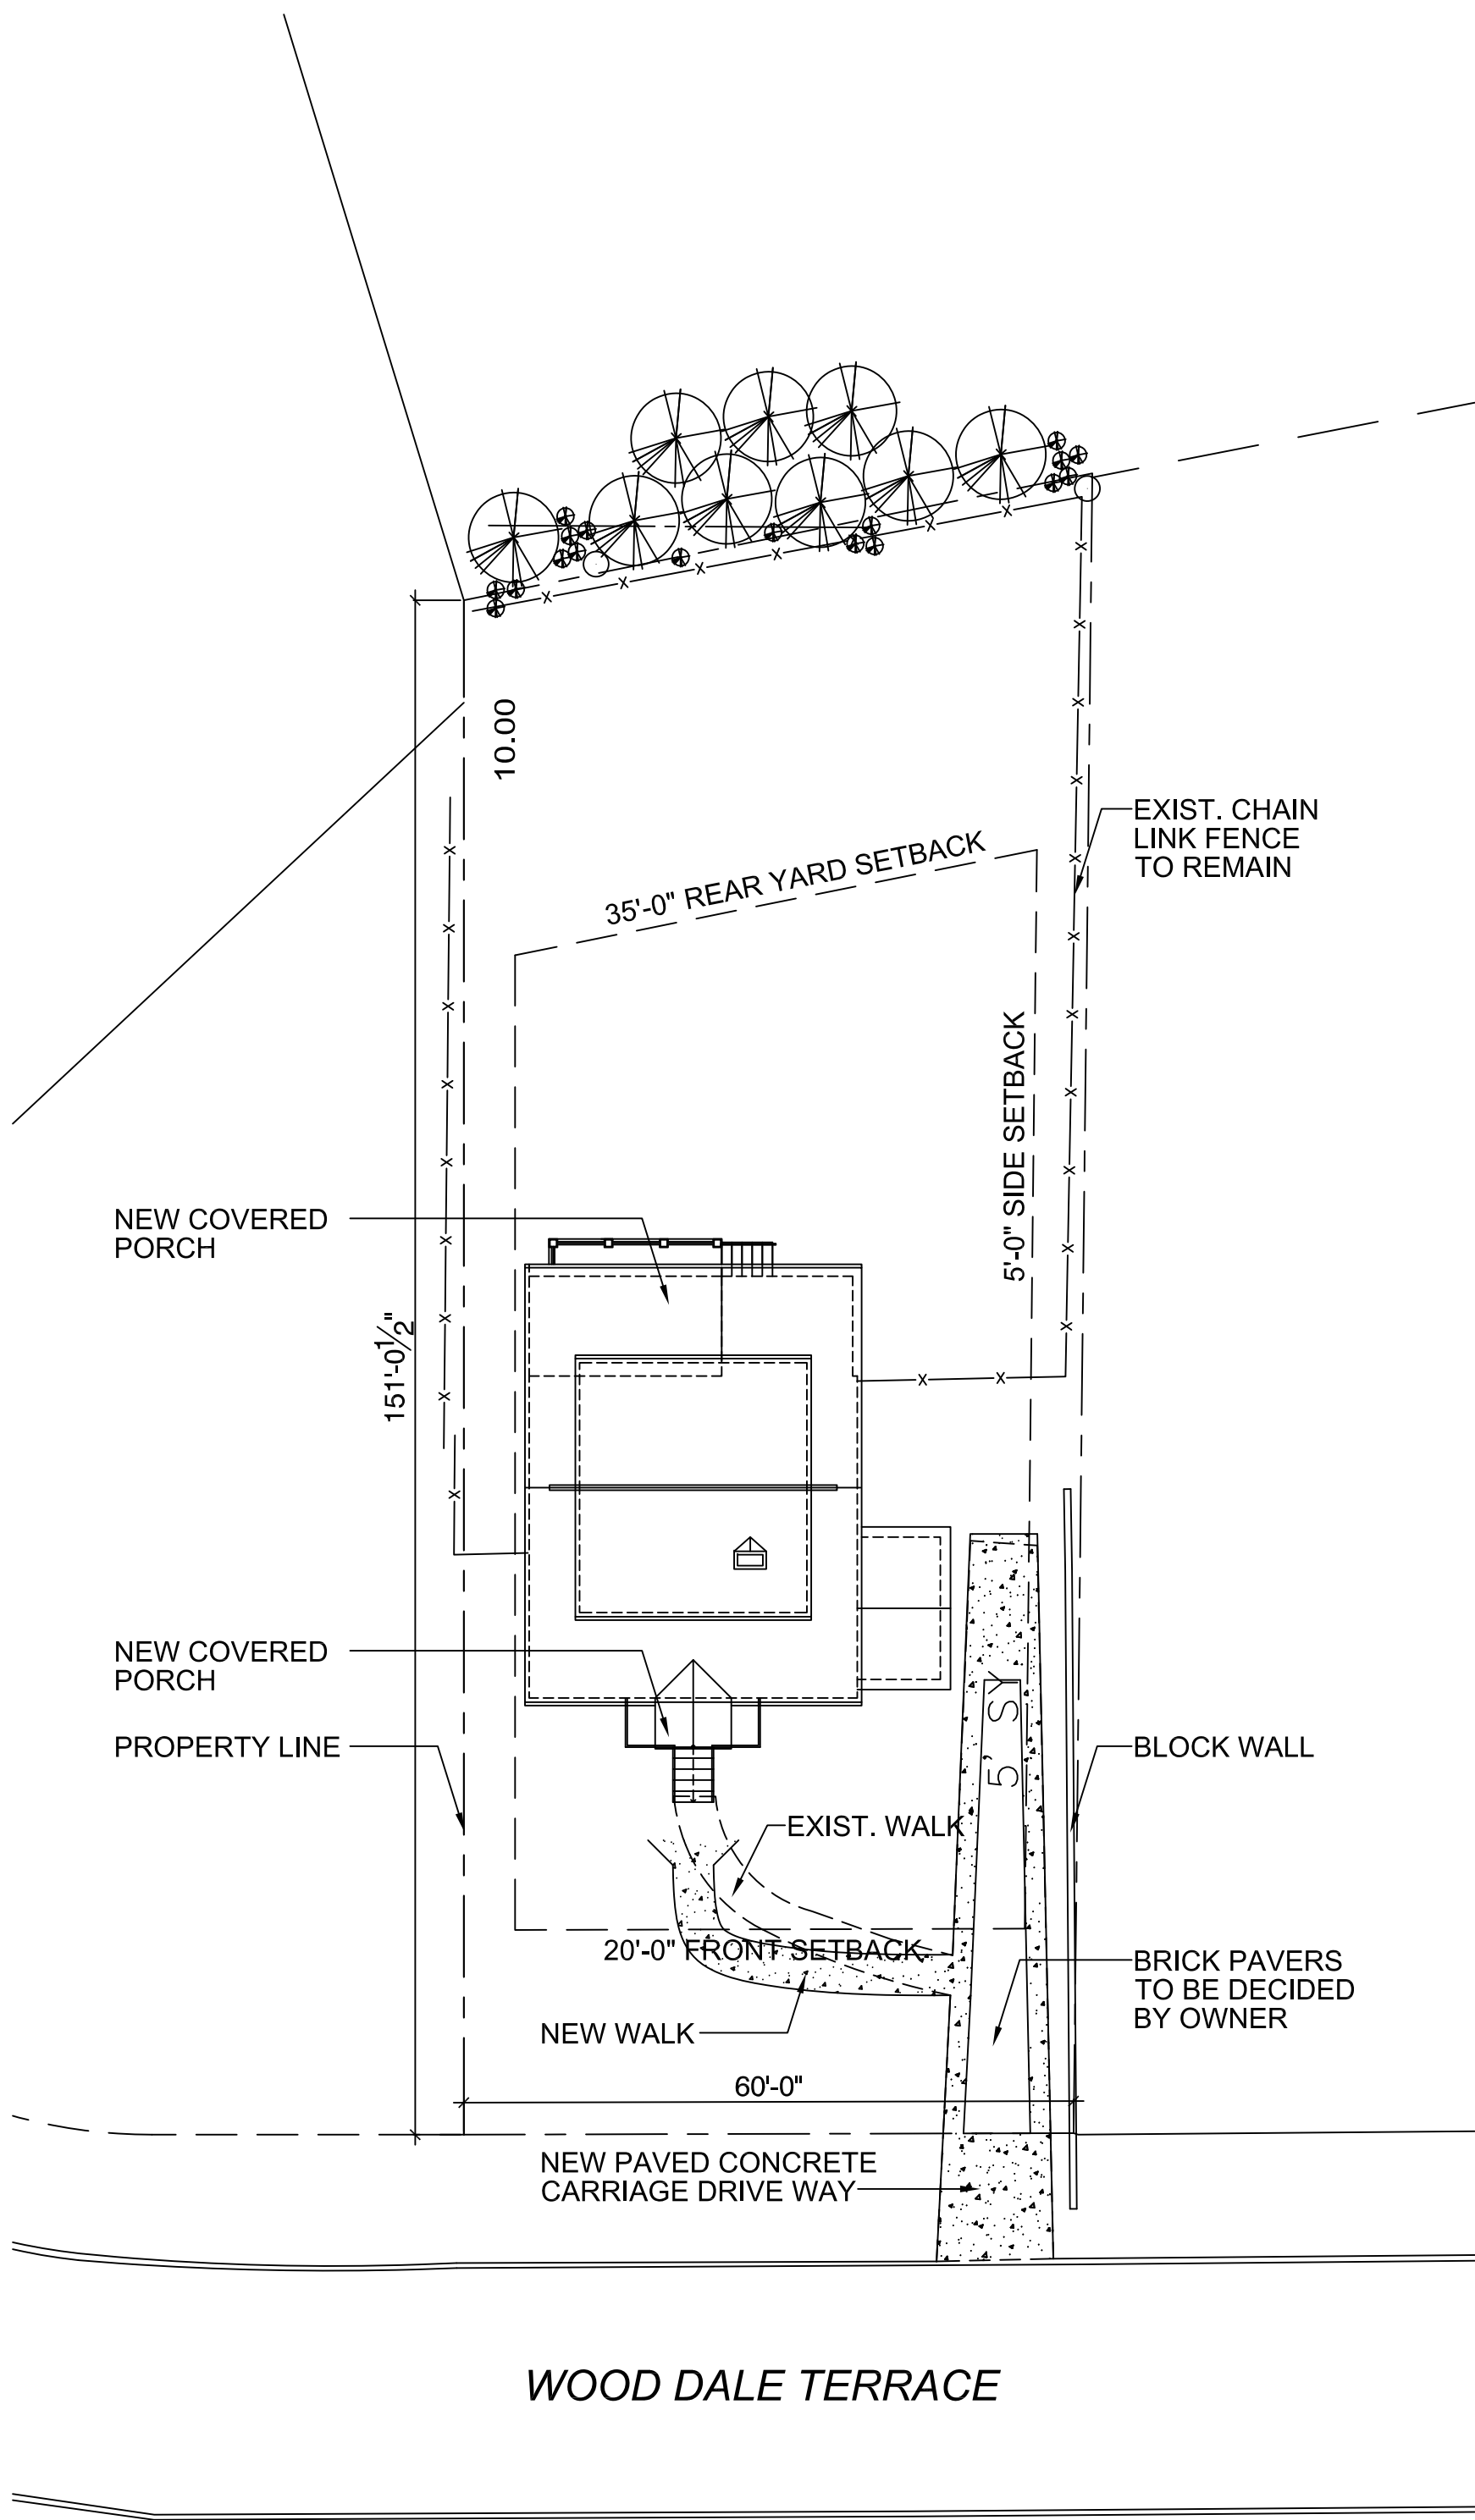 10.00
EXIST. CHAIN
LINK FENCE
TO REMAIN
35'-0" REAR YARD SETBACK
5'-0" SIDE SETBACK
NEW COVERED
PORCH
151'-0½"
NEW COVERED
PORCH
PROPERTY LINE
5' SY
BLOCK WALL
EXIST. WALK
20'-0" FRONT SETBACK
BRICK PAVERS
TO BE DECIDED
BY OWNER
NEW WALK
60'-0"
NEW PAVED CONCRETE
CARRIAGE DRIVE WAY
WOOD DALE TERRACE